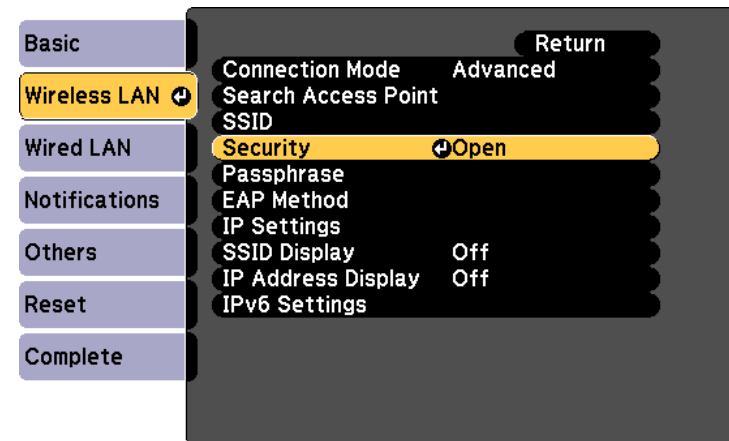 Basic
Wireless LAN
Wired LAN
Notifications
Others
Reset
Complete
Return
Connection Mode Advanced
Search Access Point
SSID
Security Open
Passphrase
EAP Method
IP Settings
SSID Display Off
IP Address Display Off
IPv6 Settings